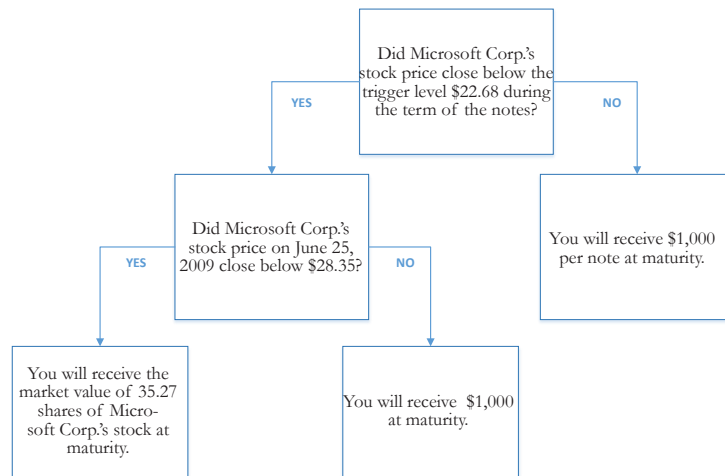 Did Microsoft Corp.'s
stock price close below the
trigger level $22.68 during
the term of the notes?
YES
NO
Did Microsoft Corp.'s
stock price on June 25,
2009 close below $28.35?
You will receive $1,000
per note at maturity.
YES
NO
You will receive the
market value of 35.27
shares of Micro-
soft Corp.'s stock at
maturity.
You will receive $1,000
at maturity.